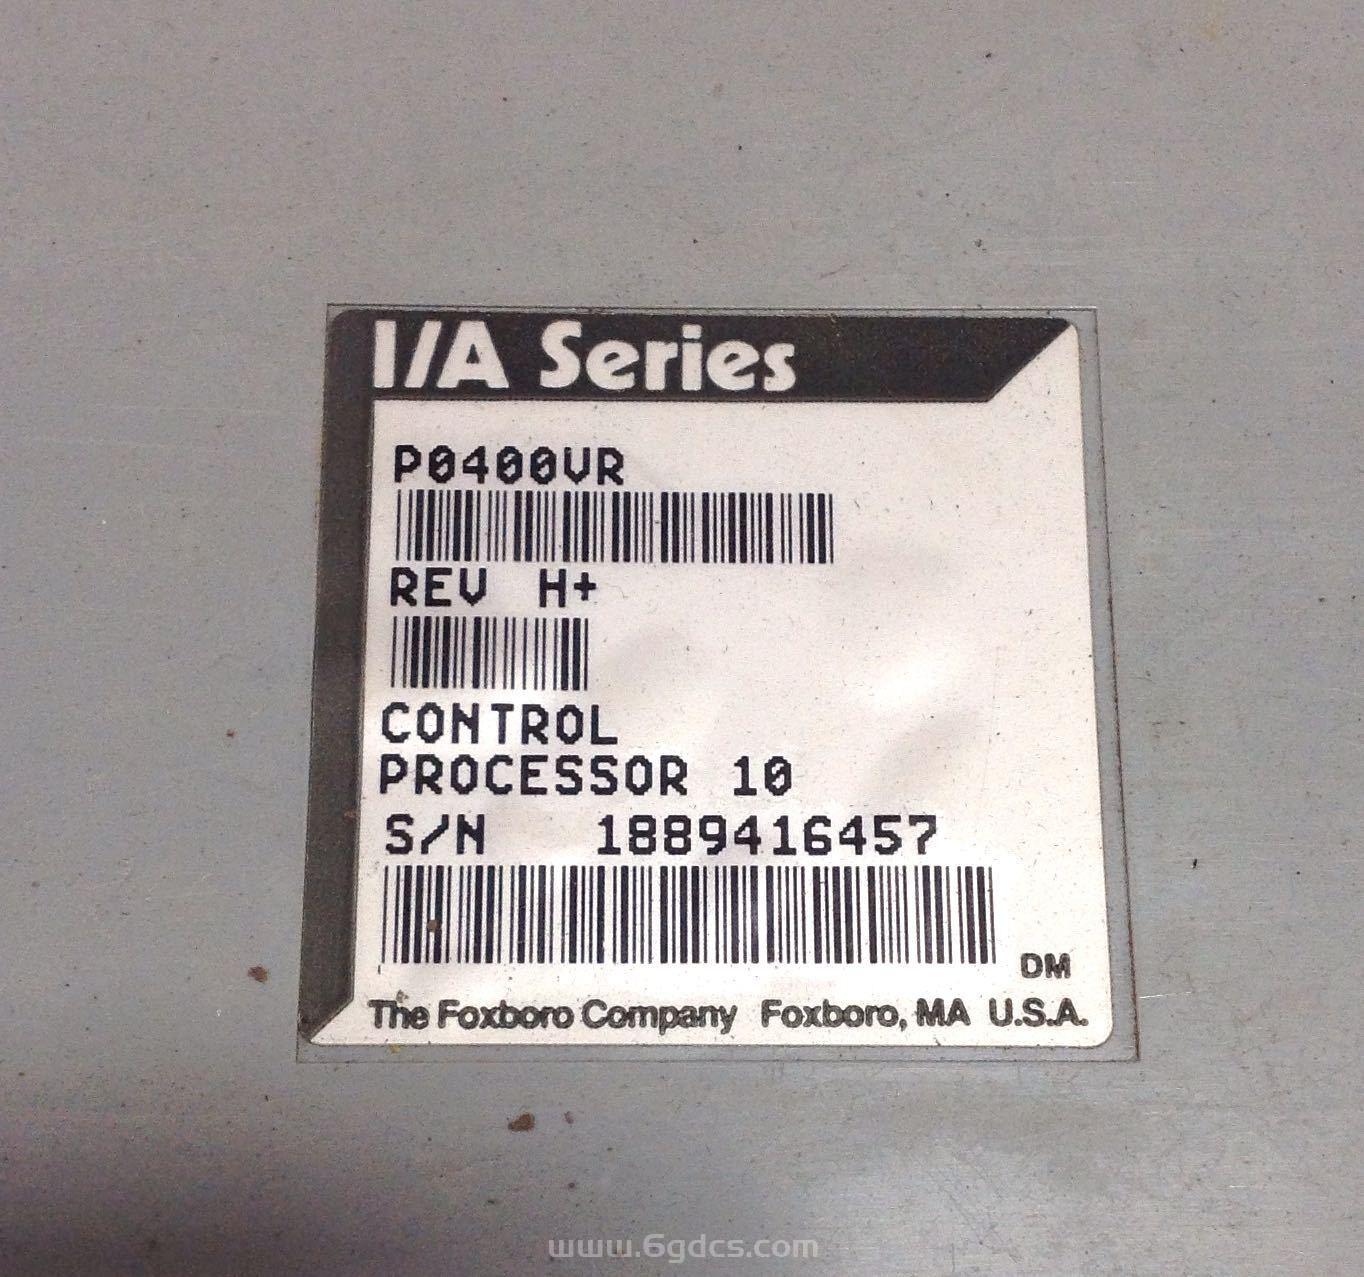 I/A Series
P0400VR
REV H+
CONTROL
PROCESSOR 10
S/N 1889416457
DM
The Foxboro Company Foxboro, MA U.S.A.
www.6gdcs.com